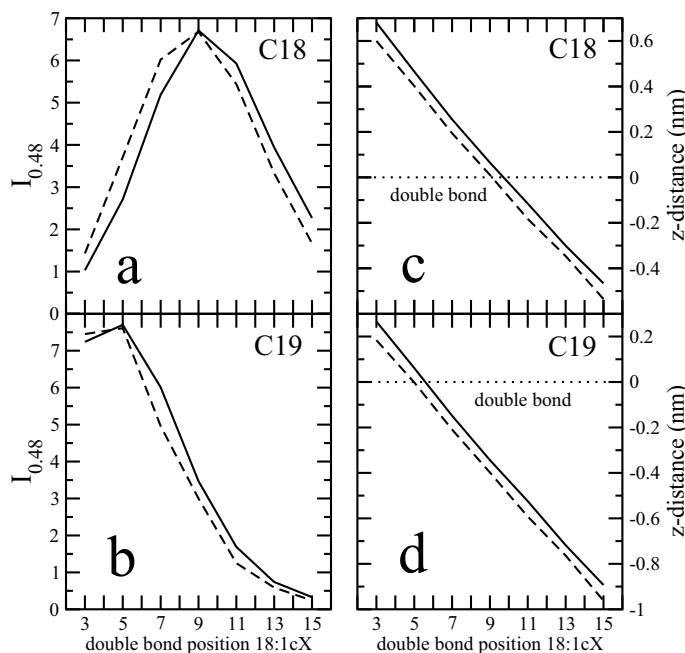 7
6
5
4
3
2
1
0
I0.48
C18
a
C18
double bond
c
0.6
0.4
0.2
0
-0.2
-0.4
z-distance (nm)
7
6
5
4
3
2
1
0
I0.48
C19
b
C19
double bond
d
0.2
0
-0.2
-0.4
-0.6
-0.8
-1
z-distance (nm)
3 5 7 9 11 13 15
double bond position 18:1cX
3 5 7 9 11 13 15
double bond position 18:1cX